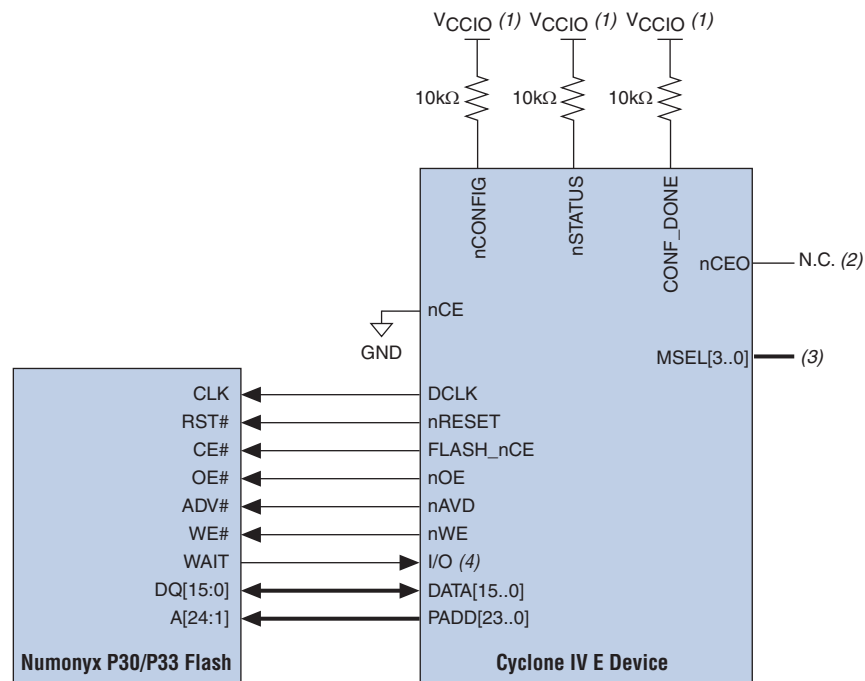 VCCIO (1) VCCIO (1) VCCIO (1)
10kΩ 10kΩ 10kΩ
nCONFIG
nSTATUS
CONF_DONE
nCEO N.C. (2)
nCE
GND
MSEL[3..0] (3)
CLK DCLK
RST# nRESET
CE# FLASH_nCE
OE# nOE
ADV# nAVD
WE# nWE
WAIT I/O (4)
DQ[15:0] DATA[15..0]
A[24:1] PADD[23..0]
Numonyx P30/P33 Flash Cyclone IV E Device